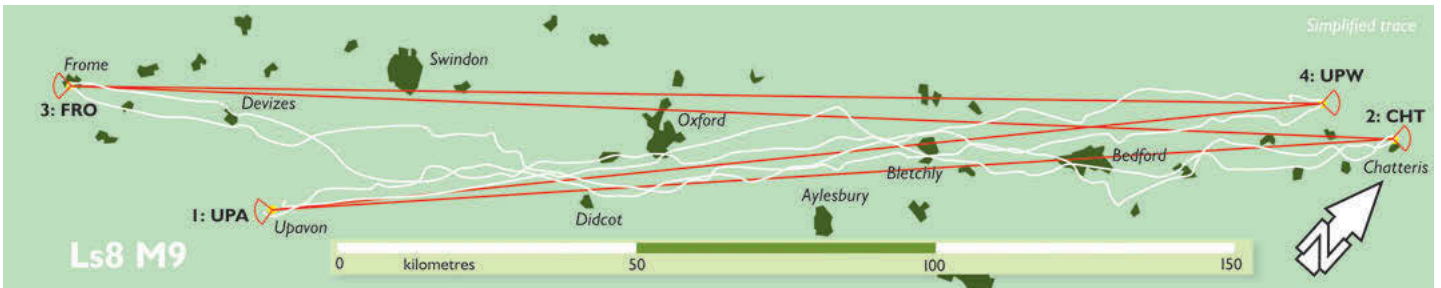 Simplified trace
Frome
Swindon
4: UPW
3: FRO
Devizes
Oxford
2: CHT
Bedford
Bletchly
Chatteris
1: UPA
Upavon
Didcot
Aylesbury
Ls8 M9
0 kilometres 50 100 150
N